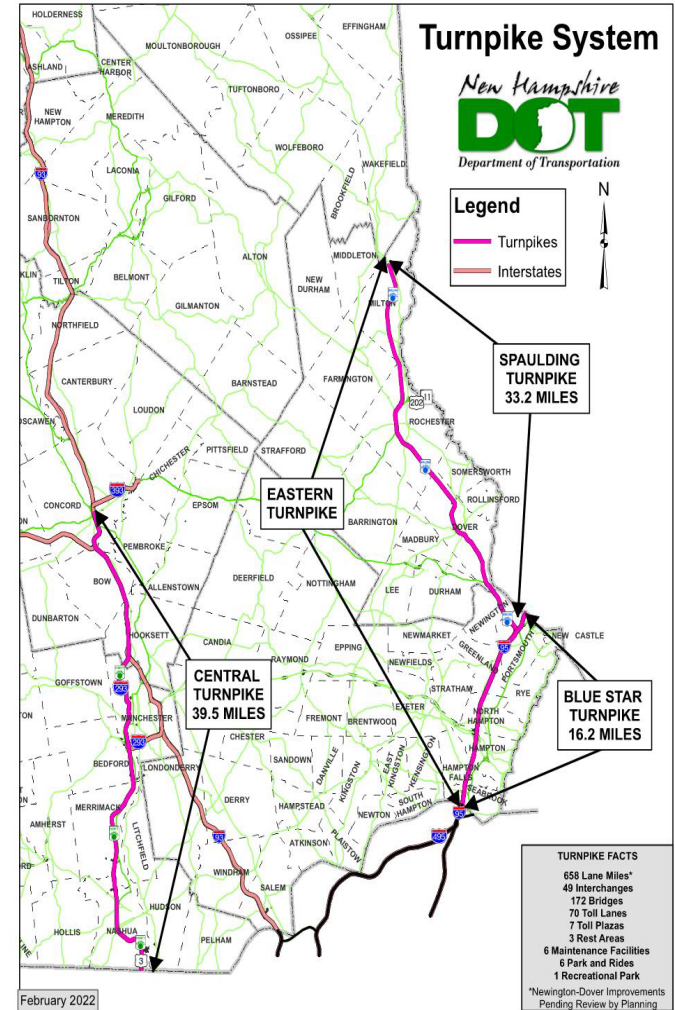 HOLDERNESS
EFFINGHAM
OSSIPEE
MOULTONBOROUGH
Turnpike System
ASHLAND
CENTER
HARBOR
New Hampshire
DOT
Department of Transportation
TUFTONBORO
NEW
HAMPTON
MEREDITH
WOLFEBORO
WAKEFIELD
93
LACONIA
BROOKFIELD
Legend
Turnpikes
Interstates
N
GILFORD
SANBORNTON
MIDDLETON
ALTON
NEW
DURHAM
KLIN
TILTON
BELMONT
MILTON
GILMANTON
NORTHFIELD
SPAULDING
TURNPIKE
33.2 MILES
CANTERBURY
BARNSTEAD
FARMINGTON
11
202
LOUDON
ROCHESTER
OSCAWEN
PITTSFIELD
STRAFFORD
CHICHESTER
SOMERSWORTH
393
EASTERN
TURNPIKE
ROLLINSFORD
CONCORD
EPSOM
BARRINGTON
DOVER
ON
MADBURY
PEMBROKE
BOW
ALLENSTOWN
DEERFIELD
NOTTINGHAM
LEE
DURHAM
DUNBARTON
NEWINGTON
HOOKSETT
CANDIA
NEWMARKET
NEW CASTLE
EPPING
GREENLAND
95
PORTSMOUTH
RAYMOND
NEWFIELDS
CENTRAL
TURNPIKE
39.5 MILES
GOFFSTOWN
293
STRATHAM
RYE
BLUE STAR
TURNPIKE
16.2 MILES
TON
MANCHESTER
EXETER
NORTH
HAMPTON
FREMONT
BRENTWOOD
293
CHESTER
HAMPTON
BEDFORD
LONDONDERRY
SANDOWN
DANVILLE
KINGSTON
EAST
KINGSTON
KENSINGTON
HAMPTON
FALLS
SEABROOK
MERRIMACK
DERRY
HAMPSTEAD
SOUTH
HAMPTON
NEWTON
95
AMHERST
LITCHFIELD
93
ATKINSON
PLAISTOW
495
WINDHAM
SALEM
HUDSON
HOLLIS
NASHUA
PELHAM
3
TURNPIKE FACTS
658 Lane Miles*
49 Interchanges
172 Bridges
70 Toll Lanes
7 Toll Plazas
3 Rest Areas
6 Maintenance Facilities
6 Park and Rides
1 Recreational Park
*Newington-Dover Improvements
Pending Review by Planning
February 2022